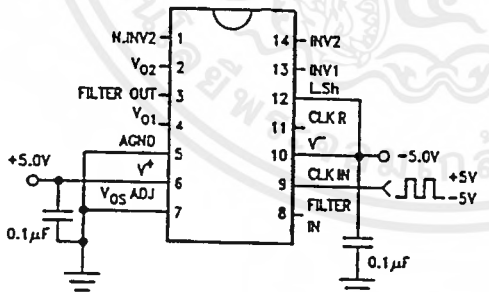 N.INV2 1
V02 2
FILTER OUT 3
V01 4
AGND 5
+5.0V V+ 6
VOS ADJ 7
0.1µF
14 INV2
13 INV1
12 L.Sh
11 CLK R
10 V- -5.0V
9 CLK IN +5V
-5V
8 FILTER
IN
0.1µF